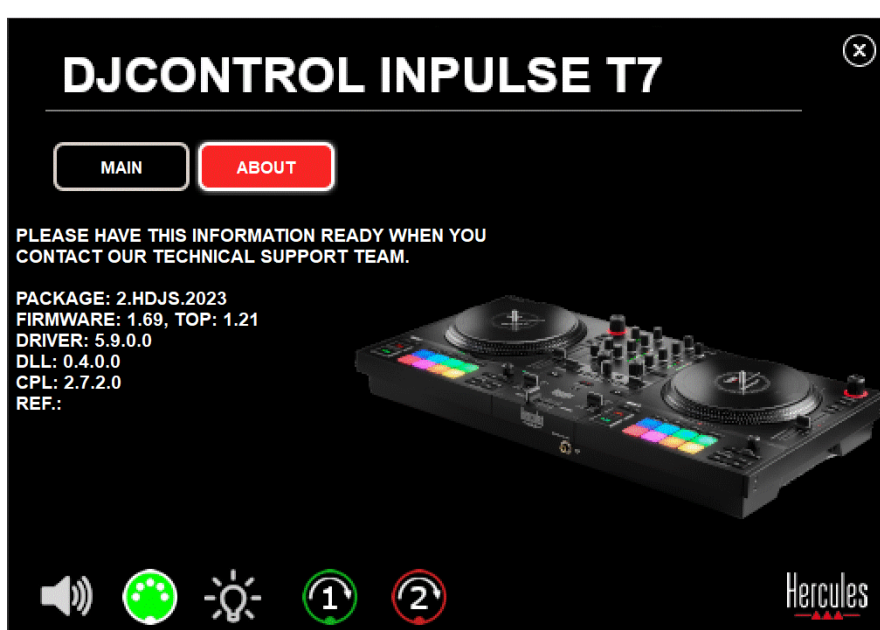 DJCONTROL INPULSE T7
MAIN
ABOUT
PLEASE HAVE THIS INFORMATION READY WHEN YOU
CONTACT OUR TECHNICAL SUPPORT TEAM.
PACKAGE: 2.HDJS.2023
FIRMWARE: 1.69, TOP: 1.21
DRIVER: 5.9.0.0
DLL: 0.4.0.0
CPL: 2.7.2.0
REF.:
1
2
Hercules